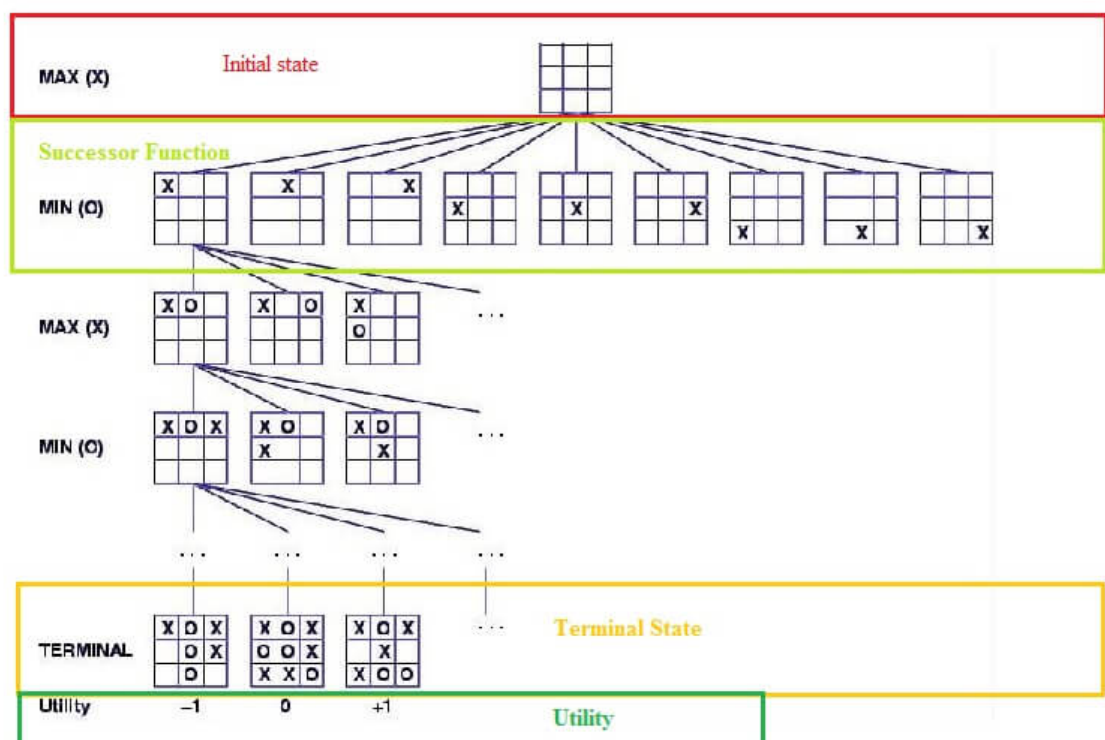 MAX (X) Initial state
Successor Function
MIN (O) X X X X X X X X X
MAX (X) X O X O X ...
O
MIN (O) X O X X O X O ...
X X
... ... ... ...
X O X X O X X O X ... Terminal State
TERMINAL O X O O X X
O X X O X O O
Utility -1 0 +1 Utility